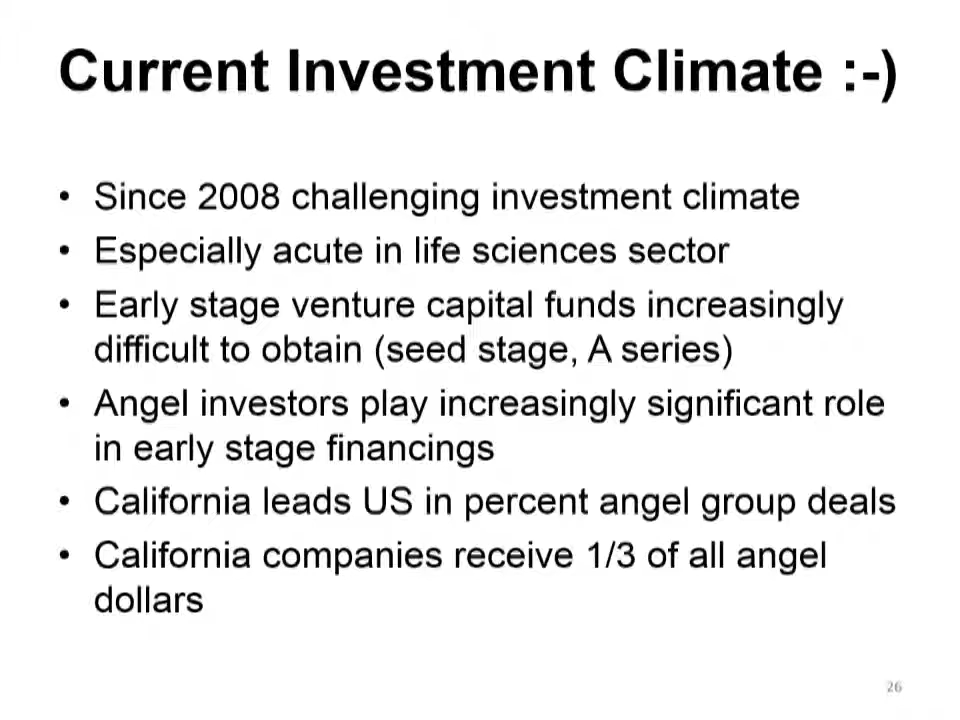 Current Investment Climate :-)
• Since 2008 challenging investment climate
• Especially acute in life sciences sector
• Early stage venture capital funds increasingly
difficult to obtain (seed stage, A series)
• Angel investors play increasingly significant role
in early stage financings
• California leads US in percent angel group deals
• California companies receive 1/3 of all angel
dollars
26